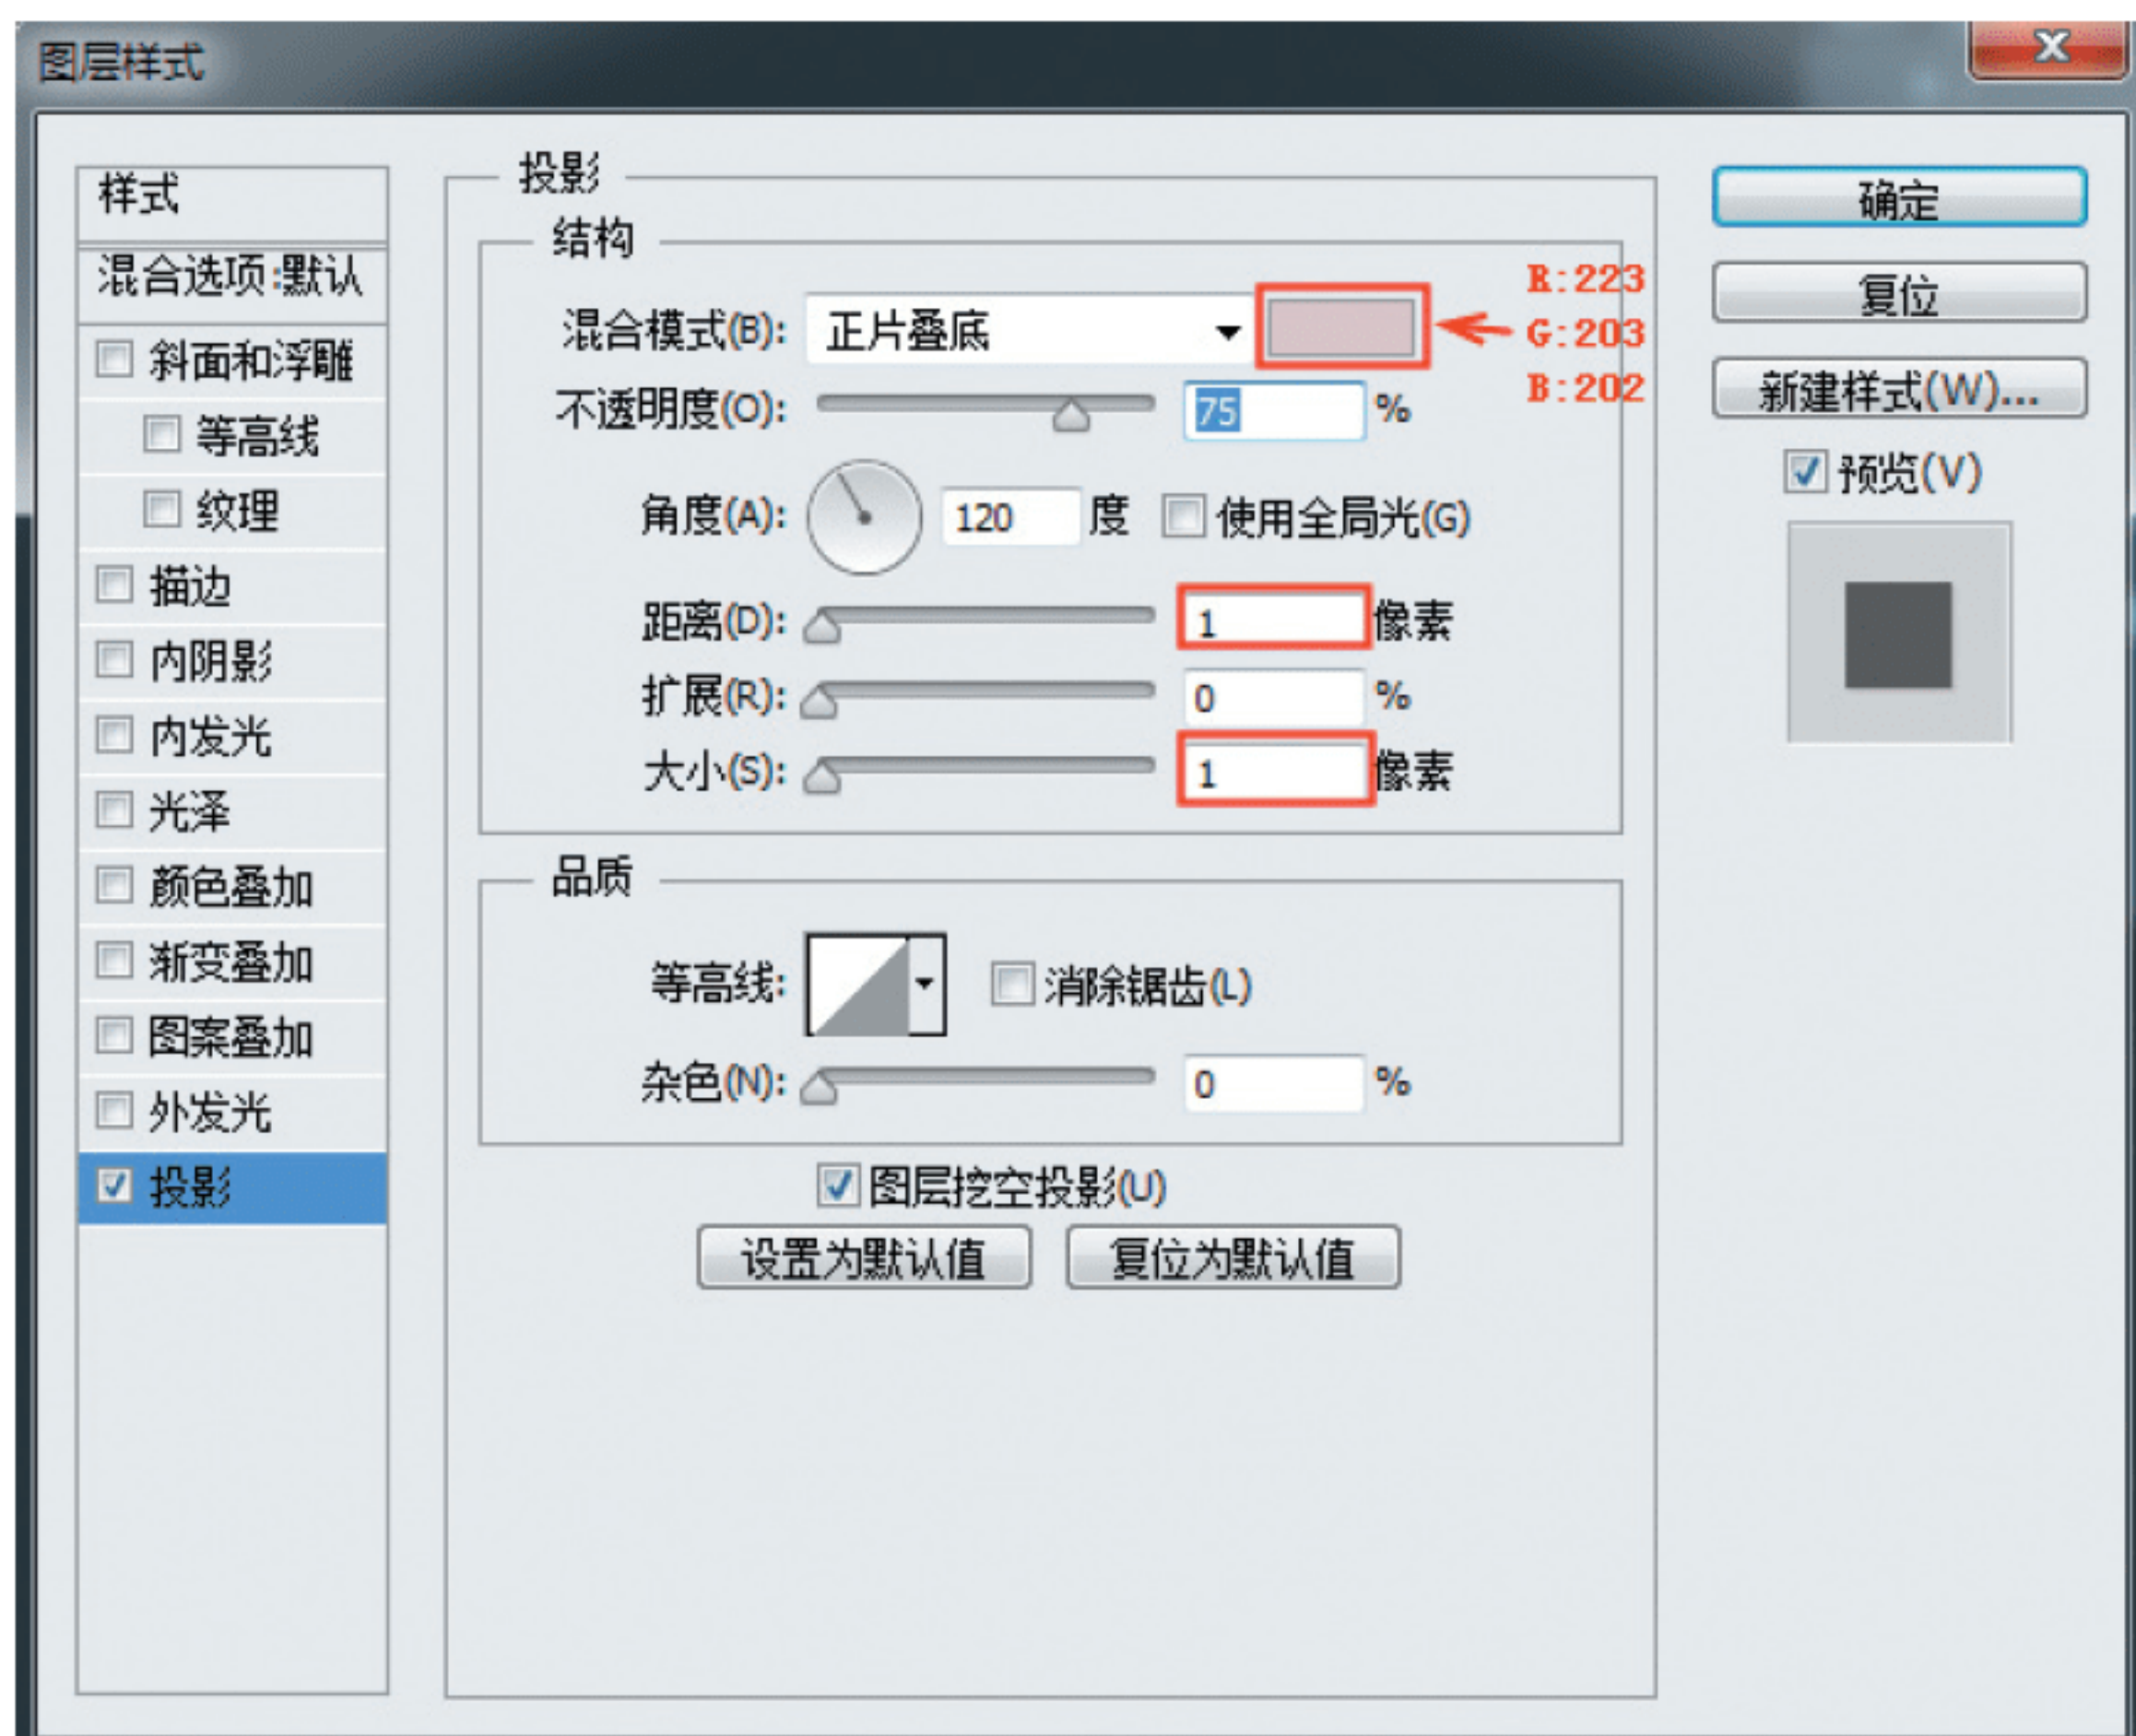 图层样式
样式
混合选项:默认
斜面和浮雕
等高线
纹理
描边
内阴影
内发光
光泽
颜色叠加
渐变叠加
图案叠加
外发光
投影
投影
结构
混合模式(B): 正片叠底
R:223
G:203
B:202
不透明度(O): 75 %
角度(A): 120 度 使用全局光(G)
距离(D): 1 像素
扩展(R): 0 %
大小(S): 1 像素
品质
等高线: 消除锯齿(L)
杂色(N): 0 %
图层挖空投影(U)
设置为默认值 复位为默认值
确定
复位
新建样式(W)...
预览(V)